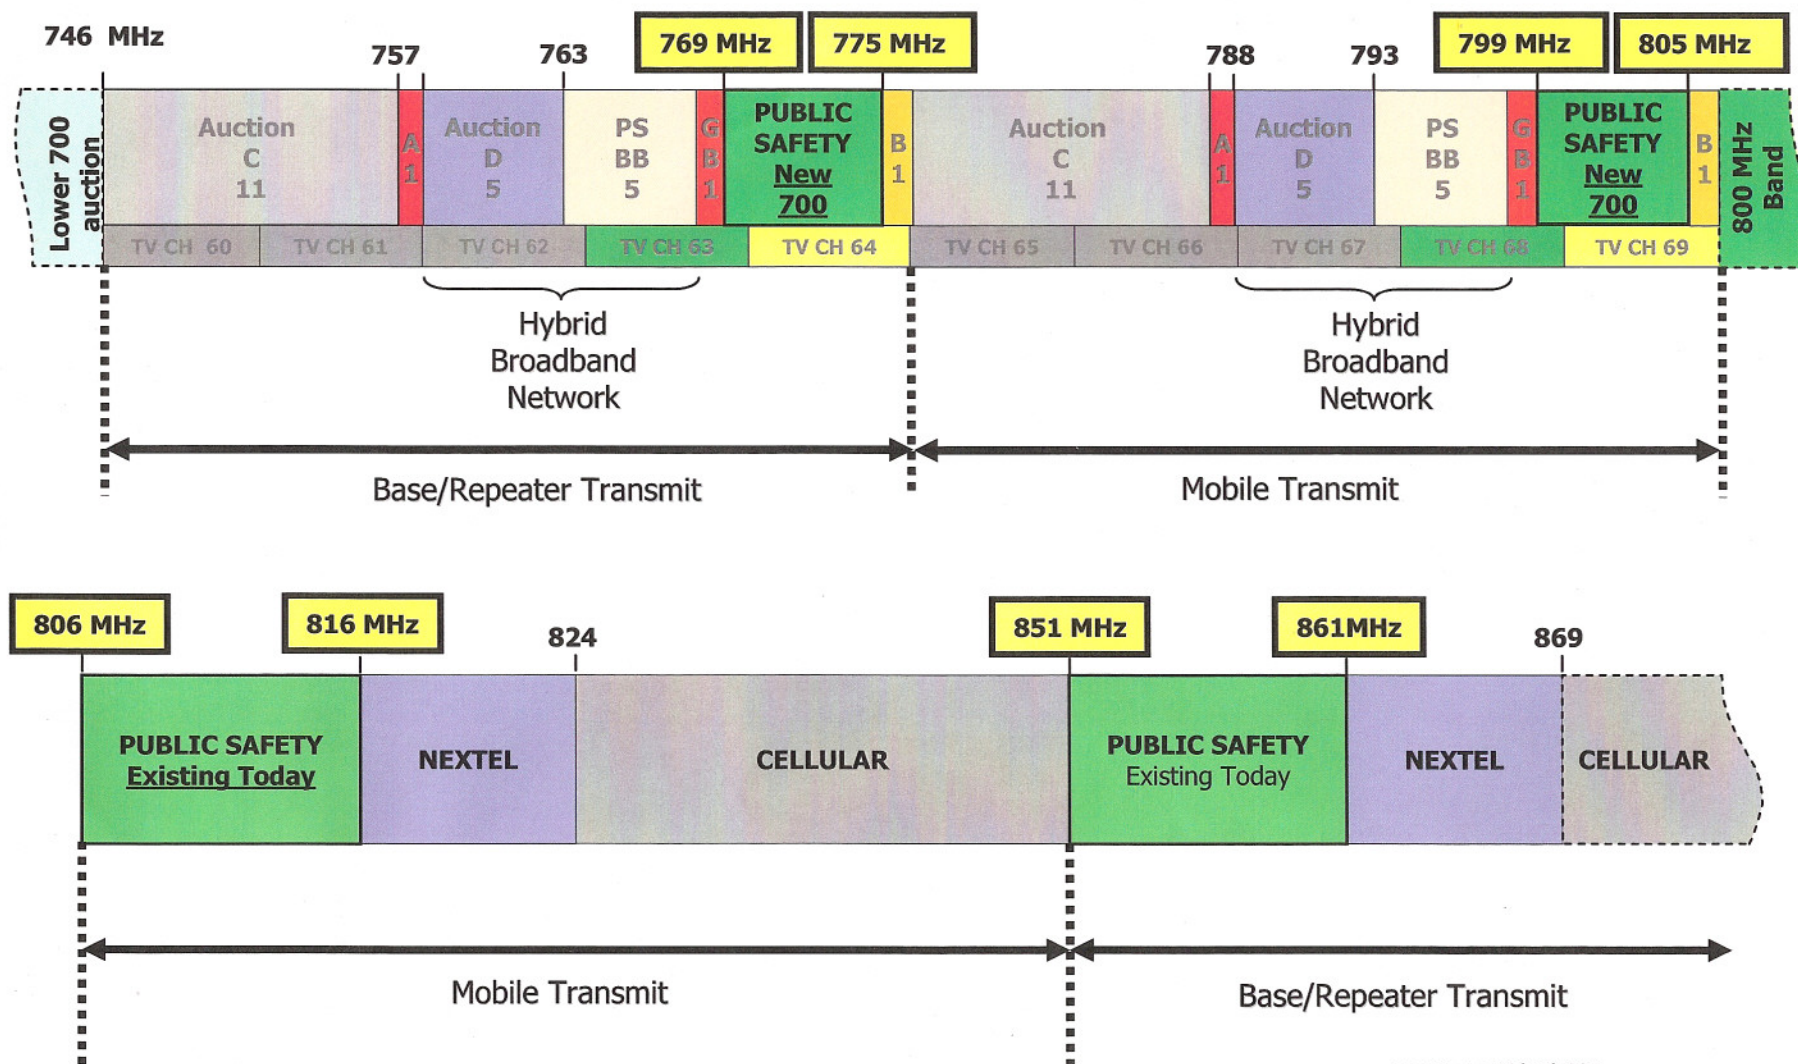 746 MHz
757
763
769 MHz
775 MHz
788
793
799 MHz
805 MHz
Lower 700
auction
Auction
C
11
A
1
Auction
D
5
PS
BB
5
G
B
1
PUBLIC
SAFETY
New
700
B
1
Auction
C
11
A
1
Auction
D
5
PS
BB
5
G
B
1
PUBLIC
SAFETY
New
700
B
1
800 MHz
Band
TV CH 60
TV CH 61
TV CH 62
TV CH 63
TV CH 64
TV CH 65
TV CH 66
TV CH 67
TV CH 68
TV CH 69
Hybrid
Broadband
Network
Hybrid
Broadband
Network
Base/Repeater Transmit
Mobile Transmit
806 MHz
816 MHz
824
851 MHz
861MHz
869
PUBLIC SAFETY
Existing Today
NEXTEL
CELLULAR
PUBLIC SAFETY
Existing Today
NEXTEL
CELLULAR
Mobile Transmit
Base/Repeater Transmit